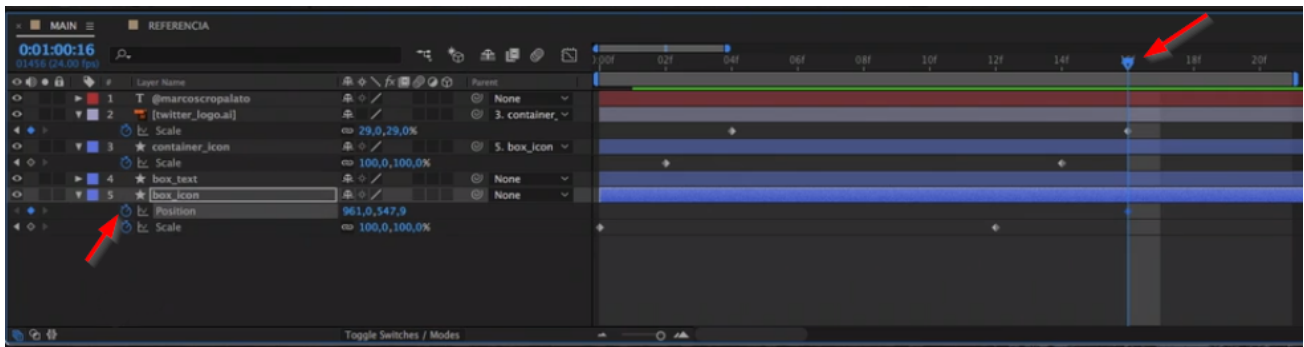 MAIN REFERENCIA
0:01:00:16
01456 (24.00 fps)
):00f 02f 04f 06f 08f 10f 12f 14f 18f 20f
# Layer Name fx Parent
1 T @marcoscropalato None
2 [twitter_logo.ai] 3. container_
Scale 29,0,29,0%
3 container_icon 5. box_icon
Scale 100,0,100,0%
4 box_text None
5 box_icon None
Position 961,0,547,9
Scale 100,0,100,0%
Toggle Switches / Modes